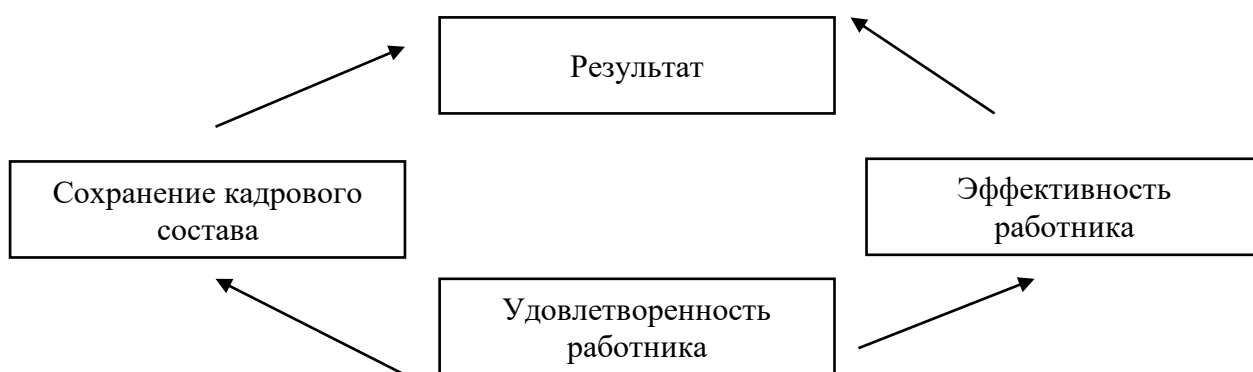 Результат
Сохранение кадрового
состава
Эффективность
работника
Удовлетворенность
работника